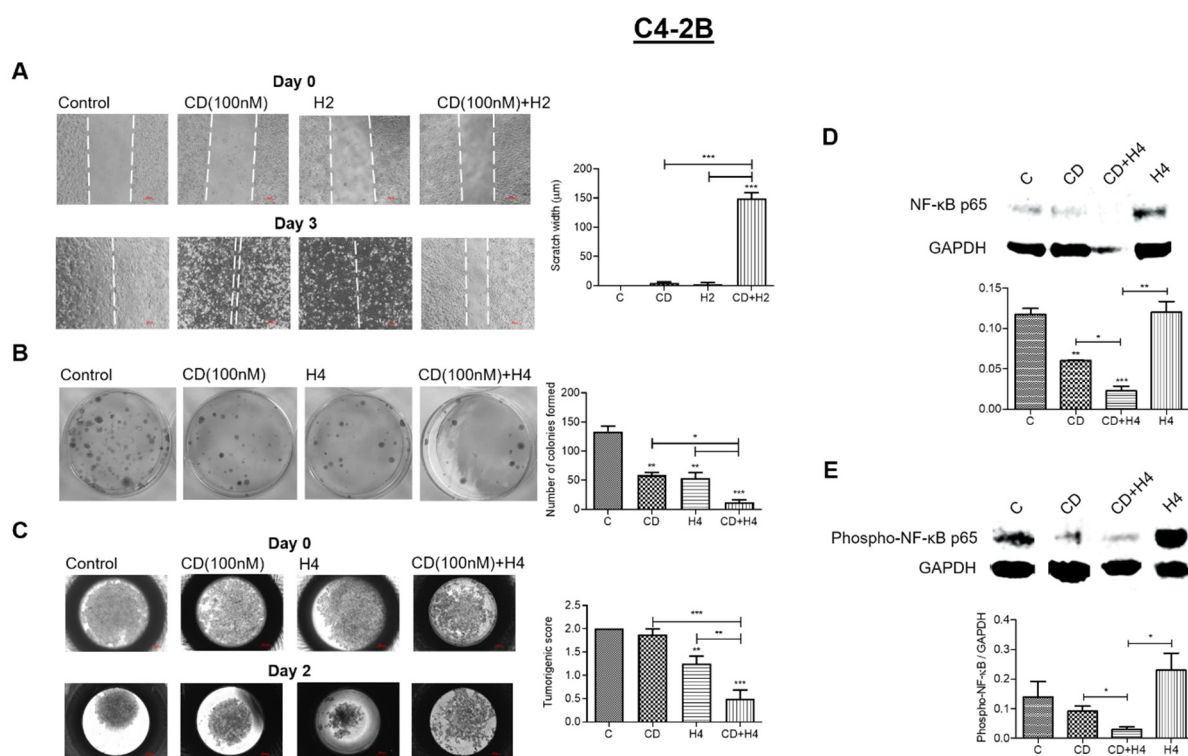 C4-2B
A
Day 0
Control CD(100nM) H2 CD(100nM)+H2
Day 3
Scratch width (µm)
200
150
100
50
0
***
***
C CD H2 CD+H2
B
Control CD(100nM) H4 CD(100nM)+H4
Number of colonies formed
200
150
100
50
0
*
** ** ***
C CD H4 CD+H4
C
Day 0
Control CD(100nM) H4 CD(100nM)+H4
Day 2
Tumorigenic score
2.5
2.0
1.5
1.0
0.5
0.0
***
**
** ***
C CD H4 CD+H4
D
C CD CD+H4 H4
NF-κB p65
GAPDH
0.15
0.10
0.05
0.00
**
*
** ***
C CD CD+H4 H4
E
C CD CD+H4 H4
Phospho-NF-κB p65
GAPDH
Phospho-NF-κB / GAPDH
0.4
0.3
0.2
0.1
0.0
*
*
C CD CD+H4 H4